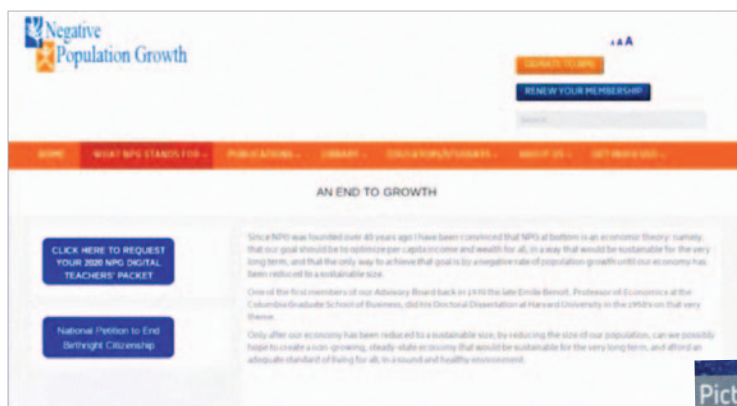 Negative
Population Growth
A A A
DONATE TO NPG
RENEW YOUR MEMBERSHIP
Search
HOME WHAT NPG STANDS FOR PUBLICATIONS LIBRARY EDUCATORS/STUDENTS ABOUT US GET INVOLVED
AN END TO GROWTH
CLICK HERE TO REQUEST
YOUR 2020 NPG DIGITAL
TEACHERS' PACKET
National Petition to End
Birthright Citizenship
Since NPG was founded over 40 years ago I have been convinced that NPG at bottom is an economic theory: namely,
that our goal should be to optimize per capita income and wealth for all, in a way that would be sustainable for the very
long term, and that the only way to achieve that goal is by a negative rate of population growth until our economy has
been reduced to a sustainable size.
One of the first members of our Advisory Board back in 1970 the late Emile Benoit, Professor of Economics at the
Columbia Graduate School of Business, did his Doctoral Dissertation at Harvard University in the on that very
theme.
Only after our economy has been reduced to a sustainable size, by reducing the size of our population, can we possibly
hope to create a non-growing, steady-state economy that would be sustainable for the very long term, and afford an
adequate standard of living for all, in a sound and healthy environment.
Pict